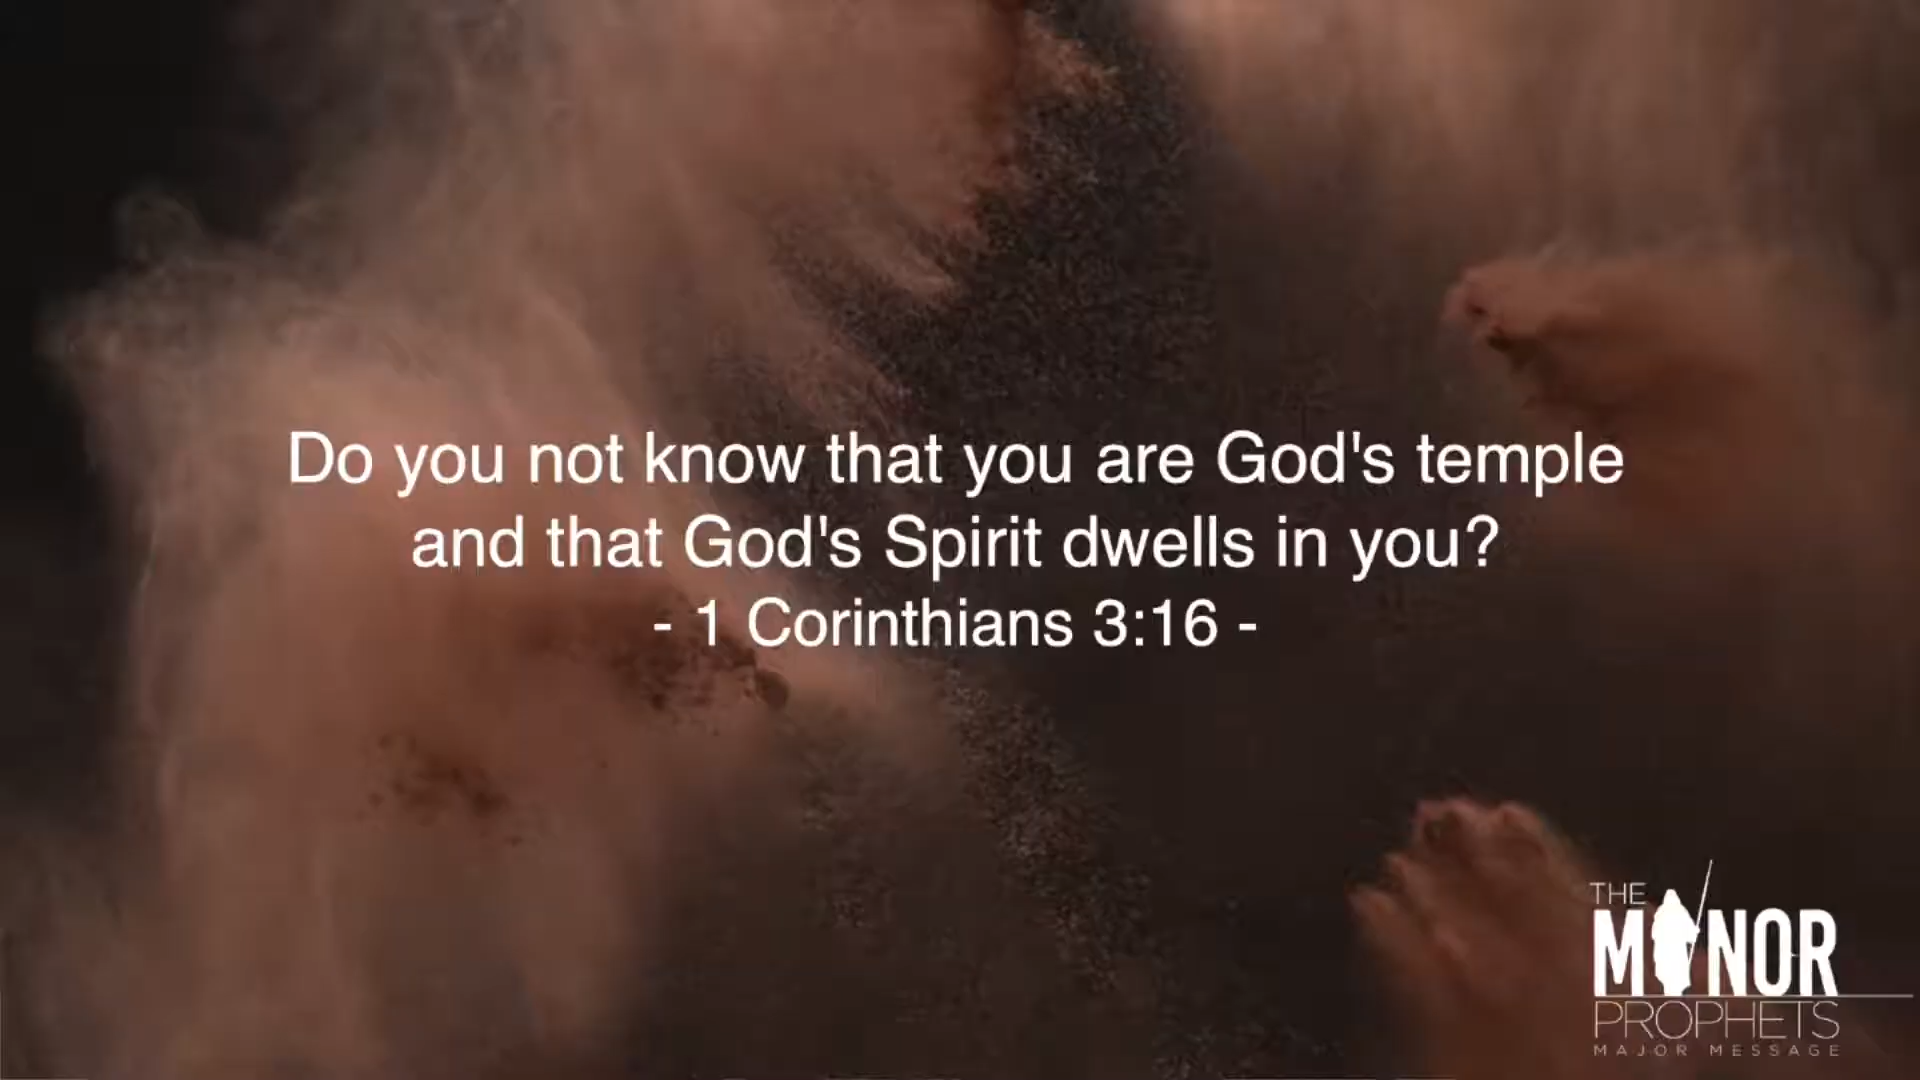 Do you not know that you are God's temple
and that God's Spirit dwells in you?
- 1 Corinthians 3:16 -
THE
MINOR
PROPHETS
MAJOR MESSAGE